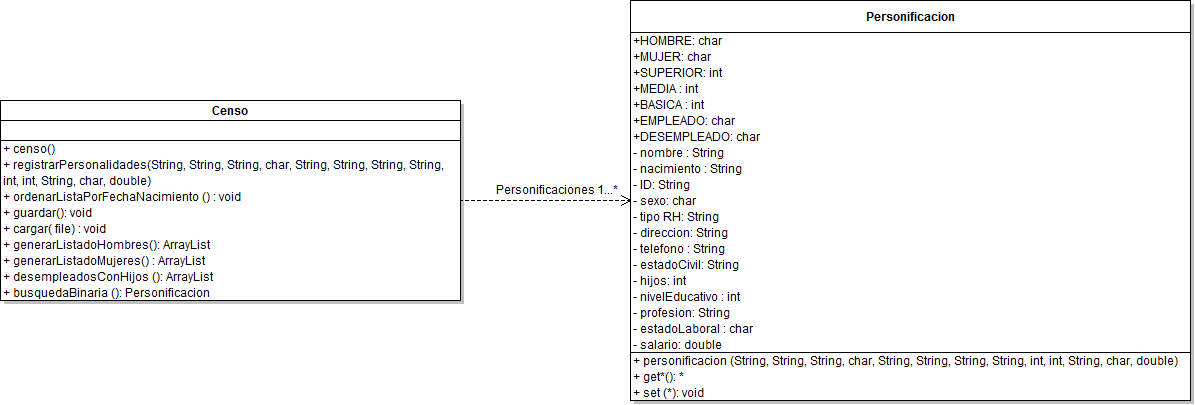 Censo
+ censo()
+ registrarPersonalidades(String, String, String, char, String, String, String, String,
int, int, String, char, double)
+ ordenarListaPorFechaNacimiento () : void
+ guardar(): void
+ cargar( file) : void
+ generarListadoHombres(): ArrayList
+ generarListadoMujeres() : ArrayList
+ desempleadosConHijos (): ArrayList
+ busquedaBinaria (): Personificacion
Personificaciones 1...*
Personificacion
+HOMBRE: char
+MUJER: char
+SUPERIOR: int
+MEDIA : int
+BASICA : int
+EMPLEADO: char
+DESEMPLEADO: char
- nombre : String
- nacimiento : String
- ID: String
- sexo: char
- tipo RH: String
- direccion: String
- telefono : String
- estadoCivil: String
- hijos: int
- nivelEducativo : int
- profesion: String
- estadoLaboral : char
- salario: double
+ personificacion (String, String, String, char, String, String, String, String, int, int, String, char, double)
+ get*(): *
+ set (*): void